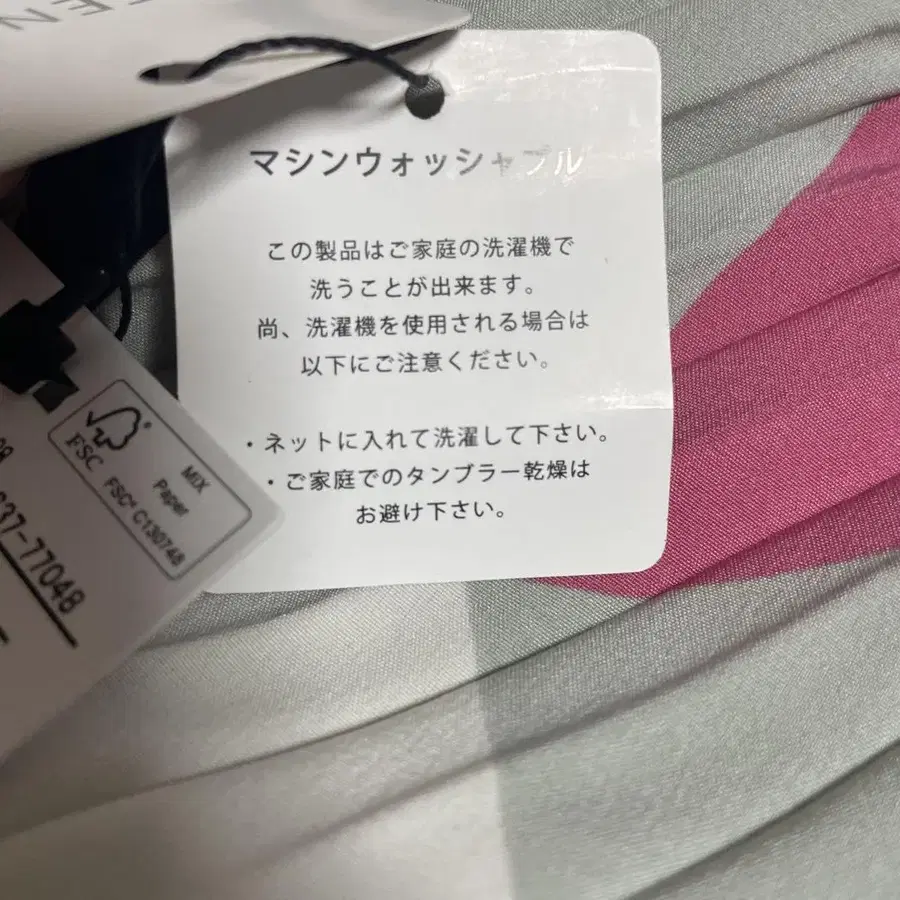 マシンウォッシャブル
この製品はご家庭の洗濯機で
洗うことが出来ます。
尚、洗濯機を使用される場合は
以下にご注意ください。
・ネットに入れて洗濯して下さい。
・ご家庭でのタンブラー乾燥は
お避け下さい。
FSC
MIX
Paper
FSC® C130748
37-77048